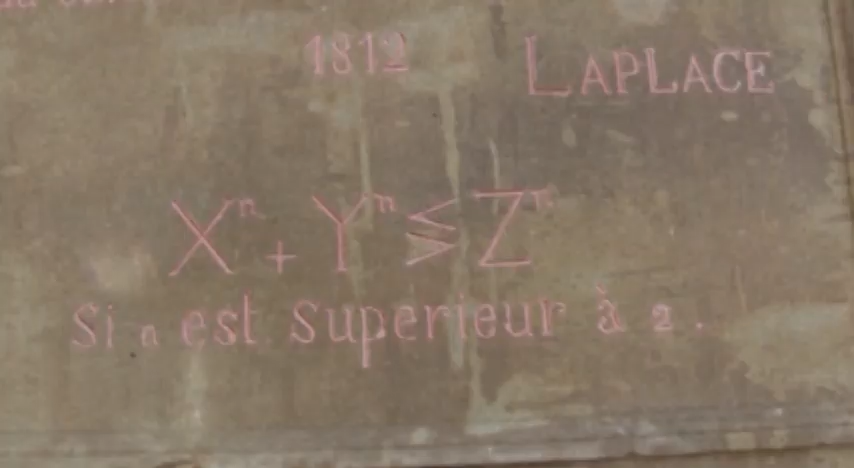 1812 LAPLACE
Xⁿ + Yⁿ ≶ Zⁿ
Si n est Superieur à 2.